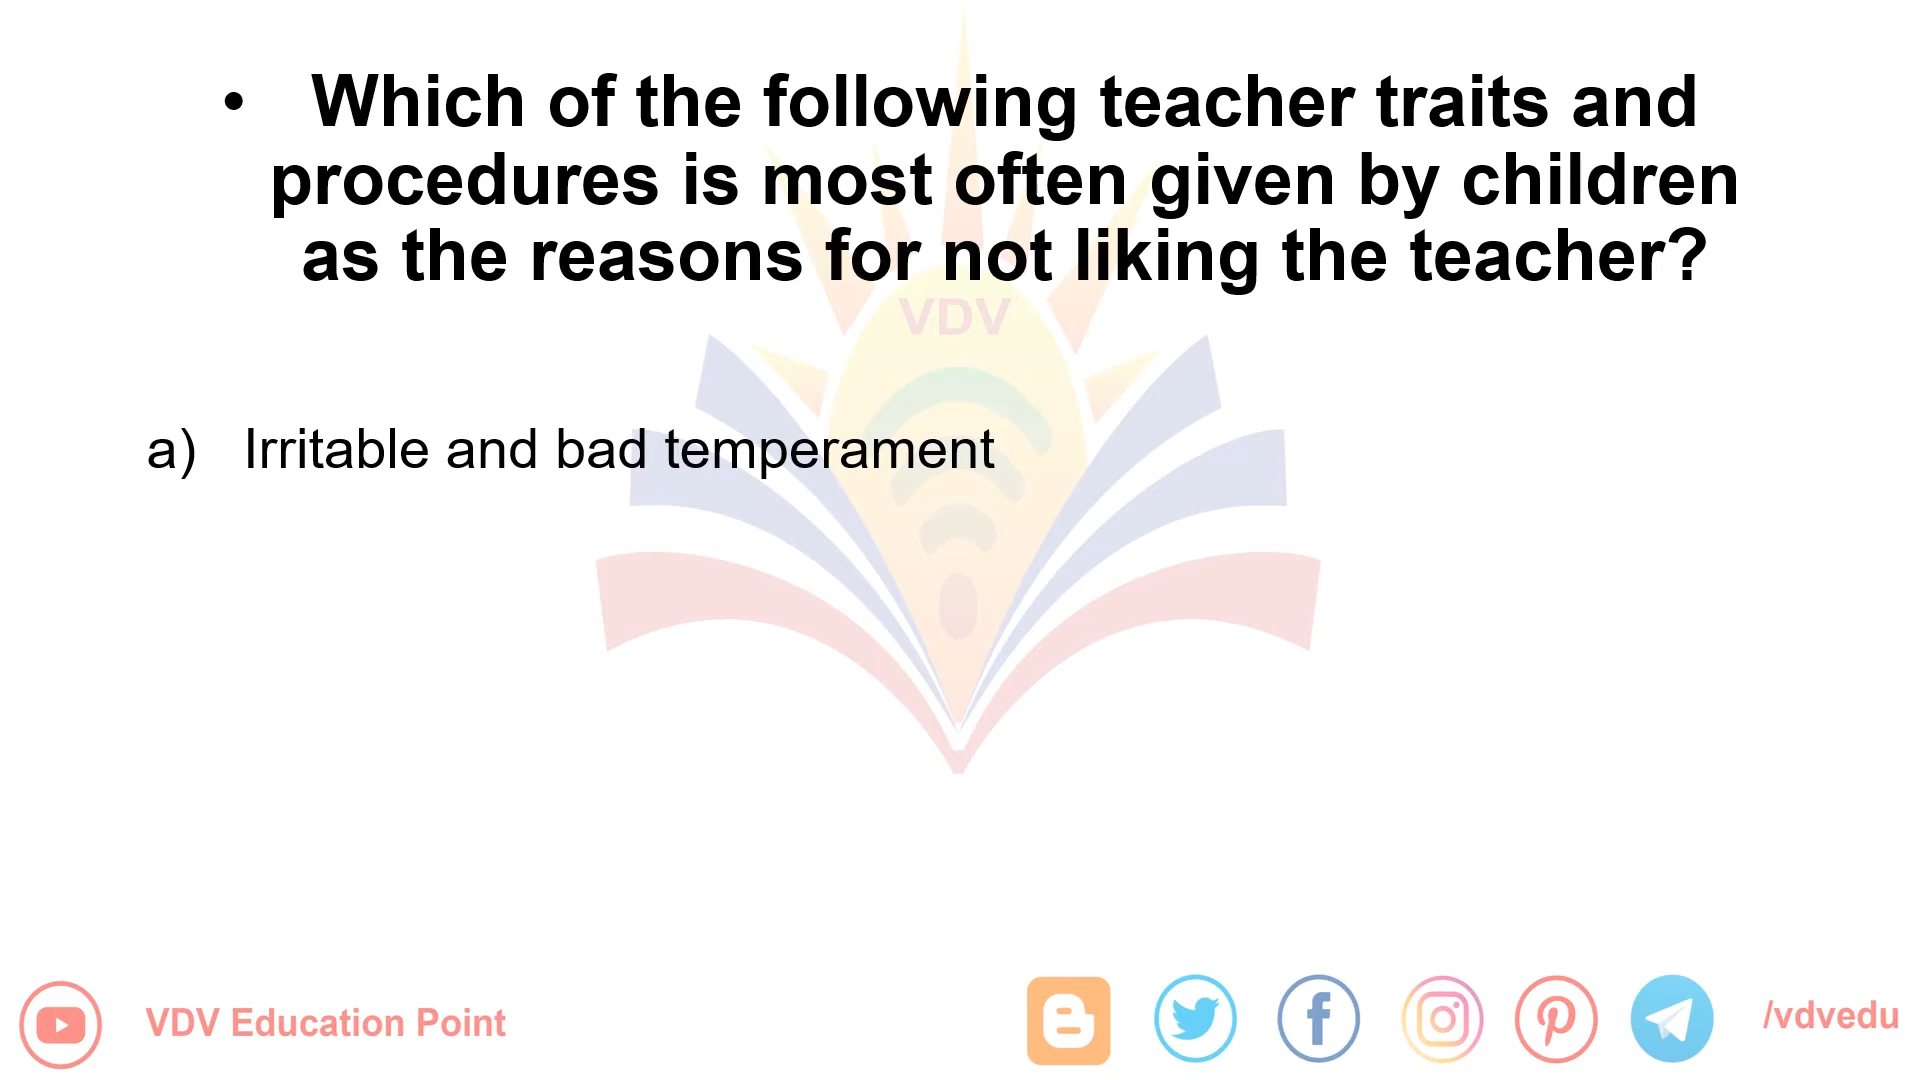 • Which of the following teacher traits and
procedures is most often given by children
as the reasons for not liking the teacher?
VDV
a) Irritable and bad temperament
VDV Education Point
/vdvedu